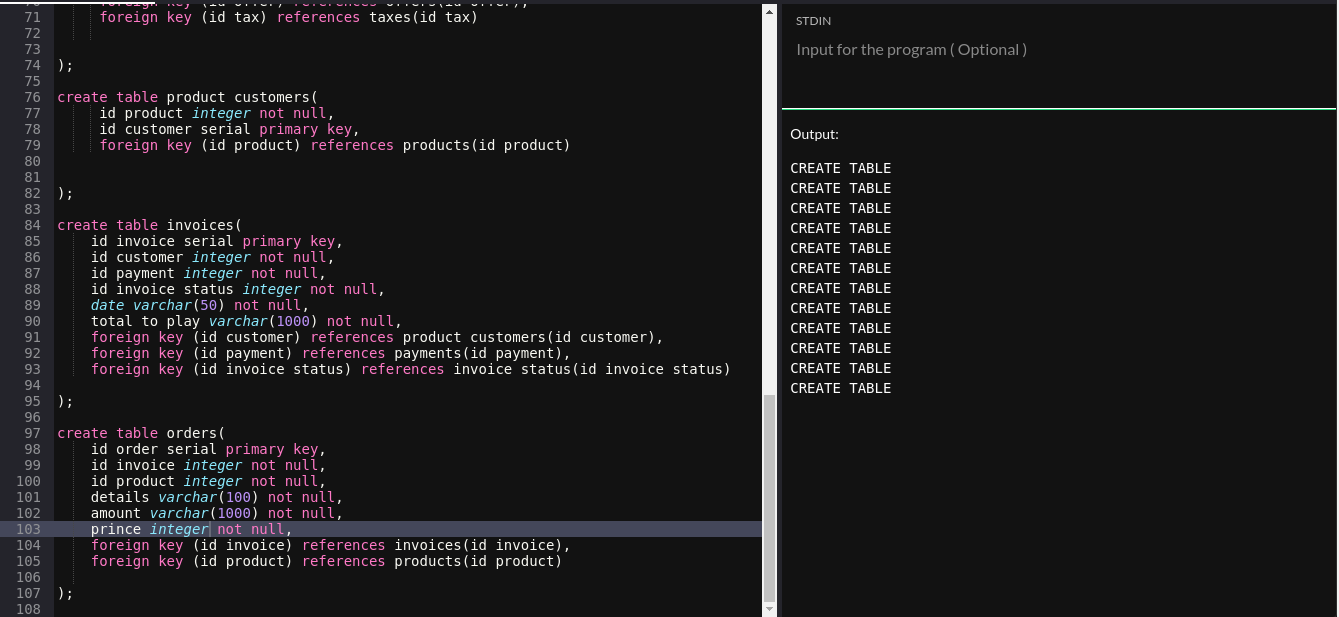 71 foreign key (id tax) references taxes(id tax)
72
73
74 );
75
76 create table product customers(
77 id product integer not null,
78 id customer serial primary key,
79 foreign key (id product) references products(id product)
80
81
82 );
83
84 create table invoices(
85 id invoice serial primary key,
86 id customer integer not null,
87 id payment integer not null,
88 id invoice status integer not null,
89 date varchar(50) not null,
90 total to play varchar(1000) not null,
91 foreign key (id customer) references product customers(id customer),
92 foreign key (id payment) references payments(id payment),
93 foreign key (id invoice status) references invoice status(id invoice status)
94
95 );
96
97 create table orders(
98 id order serial primary key,
99 id invoice integer not null,
100 id product integer not null,
101 details varchar(100) not null,
102 amount varchar(1000) not null,
103 prince integer not null,
104 foreign key (id invoice) references invoices(id invoice),
105 foreign key (id product) references products(id product)
106
107 );
108
STDIN
Input for the program ( Optional )
Output:
CREATE TABLE
CREATE TABLE
CREATE TABLE
CREATE TABLE
CREATE TABLE
CREATE TABLE
CREATE TABLE
CREATE TABLE
CREATE TABLE
CREATE TABLE
CREATE TABLE
CREATE TABLE